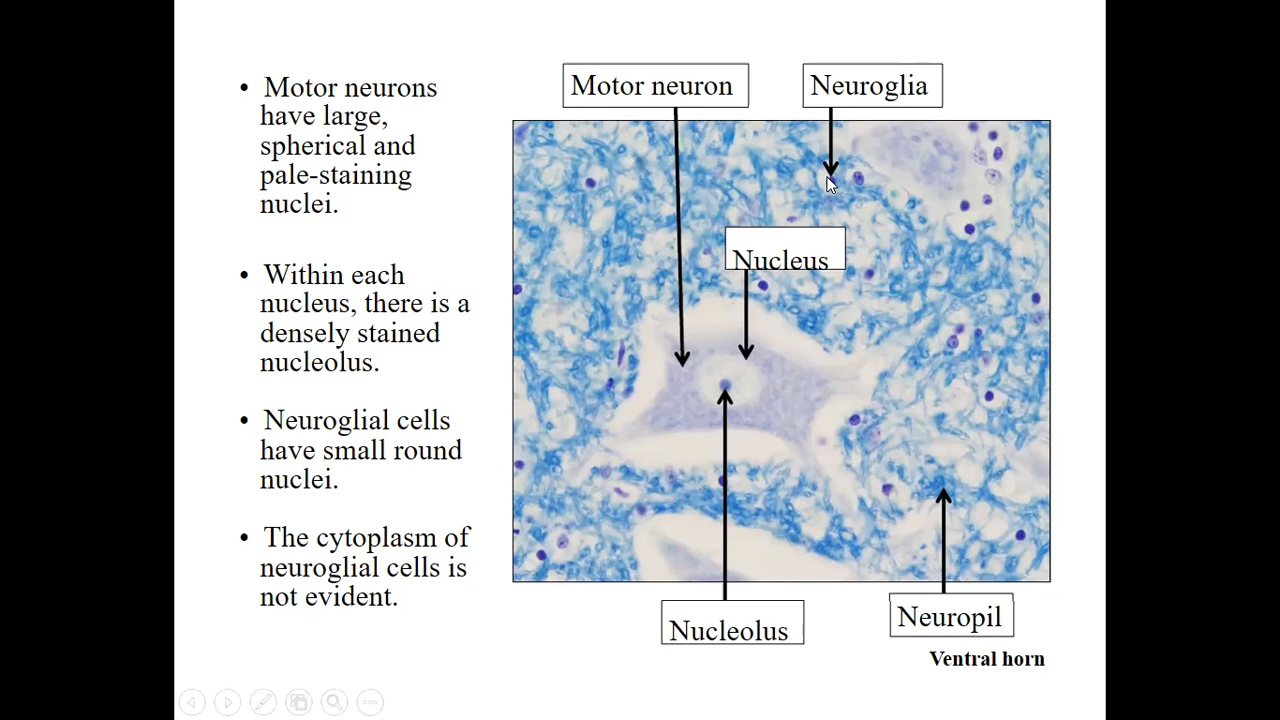 • Motor neurons
have large,
spherical and
pale-staining
nuclei.
• Within each
nucleus, there is a
densely stained
nucleolus.
• Neuroglial cells
have small round
nuclei.
• The cytoplasm of
neuroglial cells is
not evident.
Motor neuron
Neuroglia
Nucleus
Nucleolus
Neuropil
Ventral horn